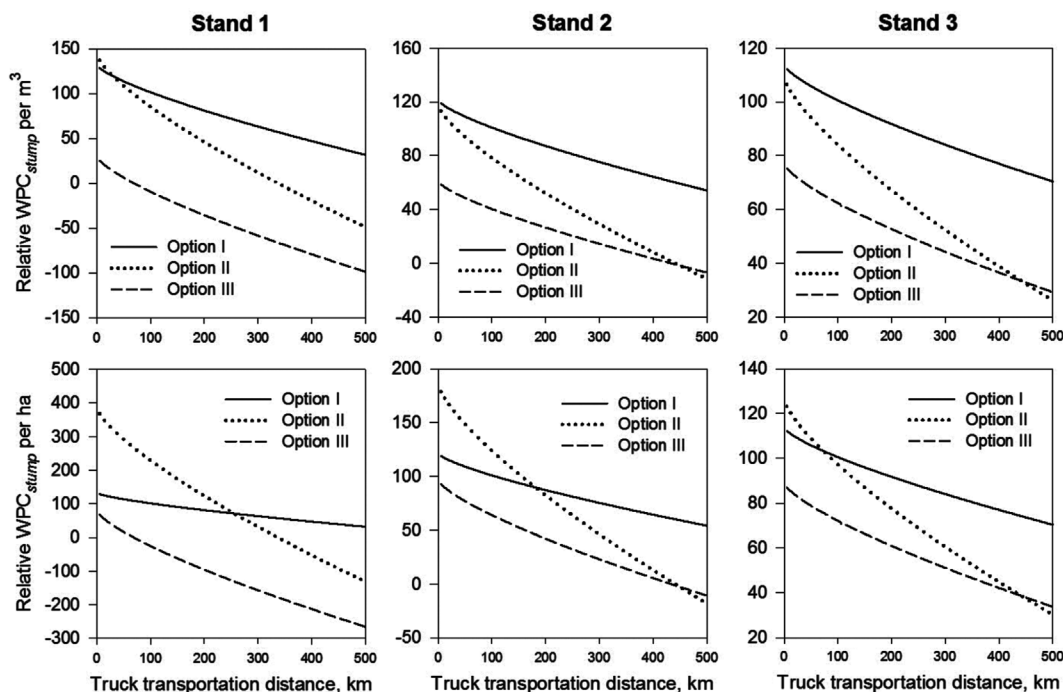 Stand 1
Stand 2
Stand 3
Relative WPCstump per m3
150
100
50
0
-50
-100
-150
Option I
Option II
Option III
0 100 200 300 400 500
160
120
80
40
0
-40
Option I
Option II
Option III
0 100 200 300 400 500
120
100
80
60
40
20
Option I
Option II
Option III
0 100 200 300 400 500
Relative WPCstump per ha
500
400
300
200
100
0
-100
-200
-300
Option I
Option II
Option III
0 100 200 300 400 500
Truck transportation distance, km
200
150
100
50
0
-50
Option I
Option II
Option III
0 100 200 300 400 500
Truck transportation distance, km
140
120
100
80
60
40
20
Option I
Option II
Option III
0 100 200 300 400 500
Truck transportation distance, km